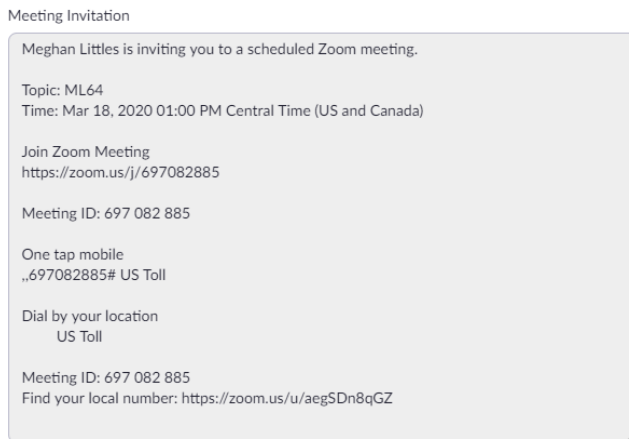 Meeting Invitation
Meghan Littles is inviting you to a scheduled Zoom meeting.
Topic: ML64
Time: Mar 18, 2020 01:00 PM Central Time (US and Canada)
Join Zoom Meeting
https://zoom.us/j/697082885
Meeting ID: 697 082 885
One tap mobile
,,697082885# US Toll
Dial by your location
US Toll
Meeting ID: 697 082 885
Find your local number: https://zoom.us/u/aegSDn8qGZ